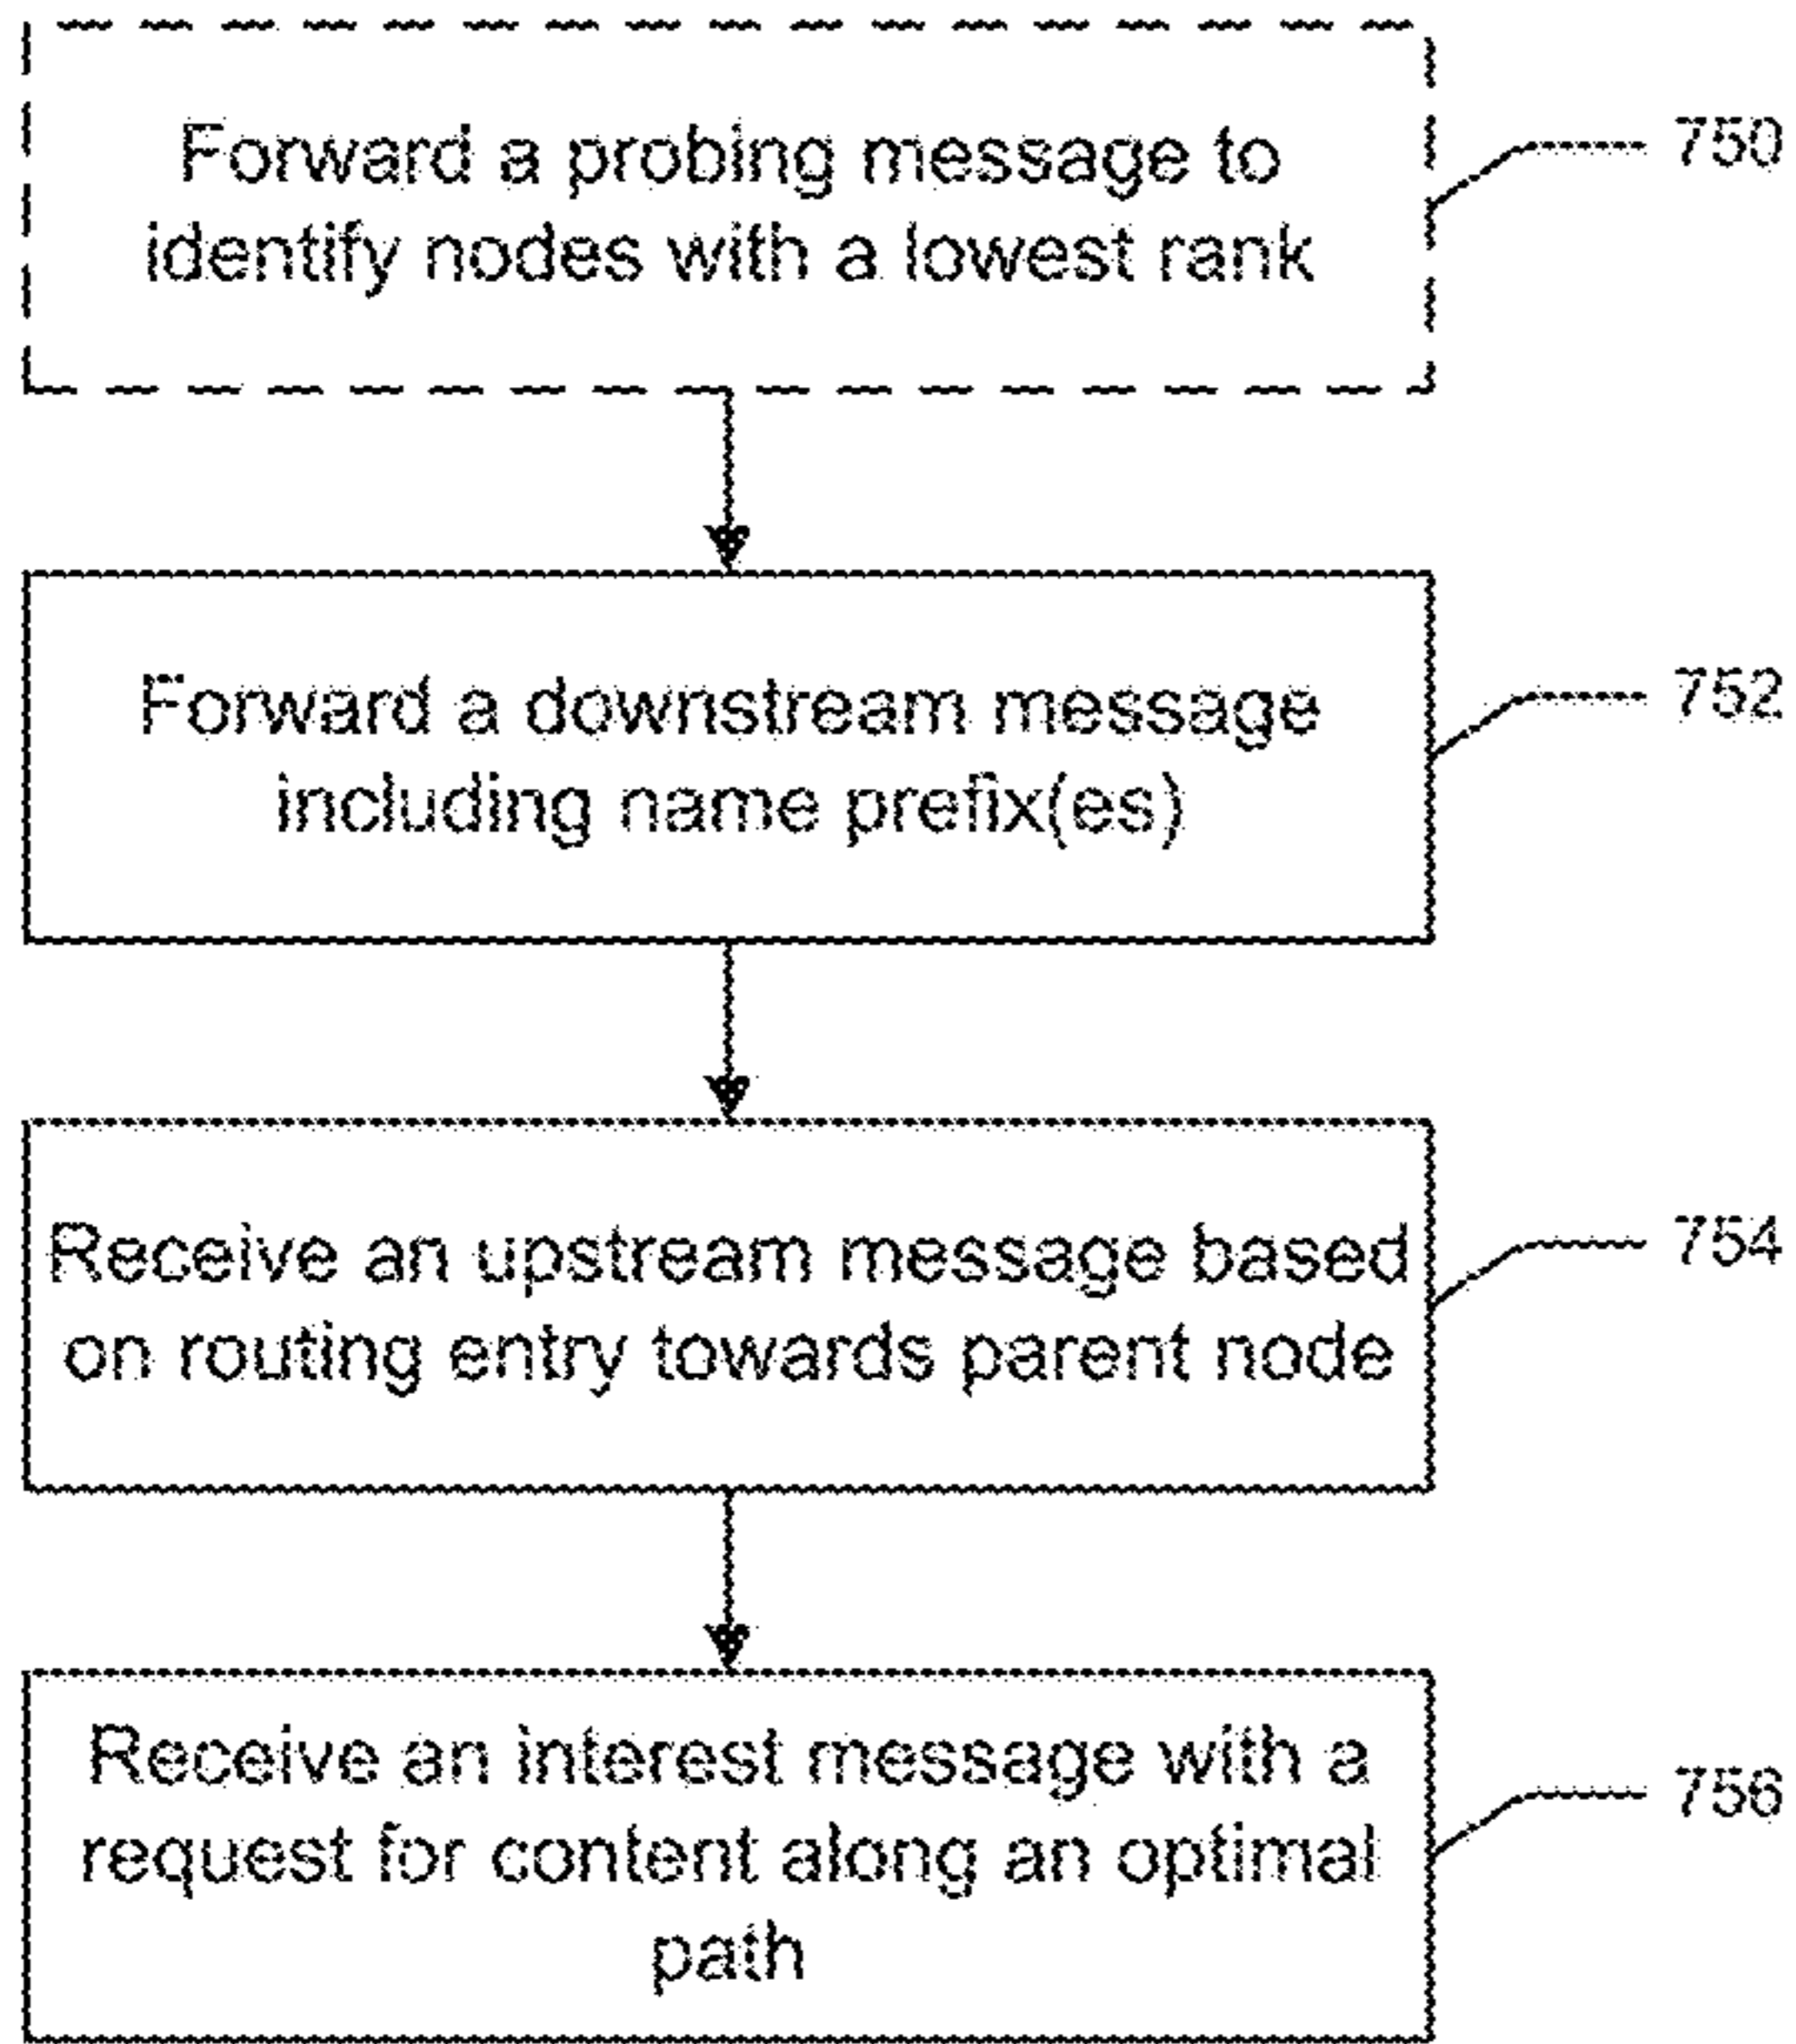 Forward a probing message to
identify nodes with a lowest rank
750
Forward a downstream message
including name prefix(es)
752
Receive an upstream message based
on routing entry towards parent node
754
Receive an interest message with a
request for content along an optimal
path
756